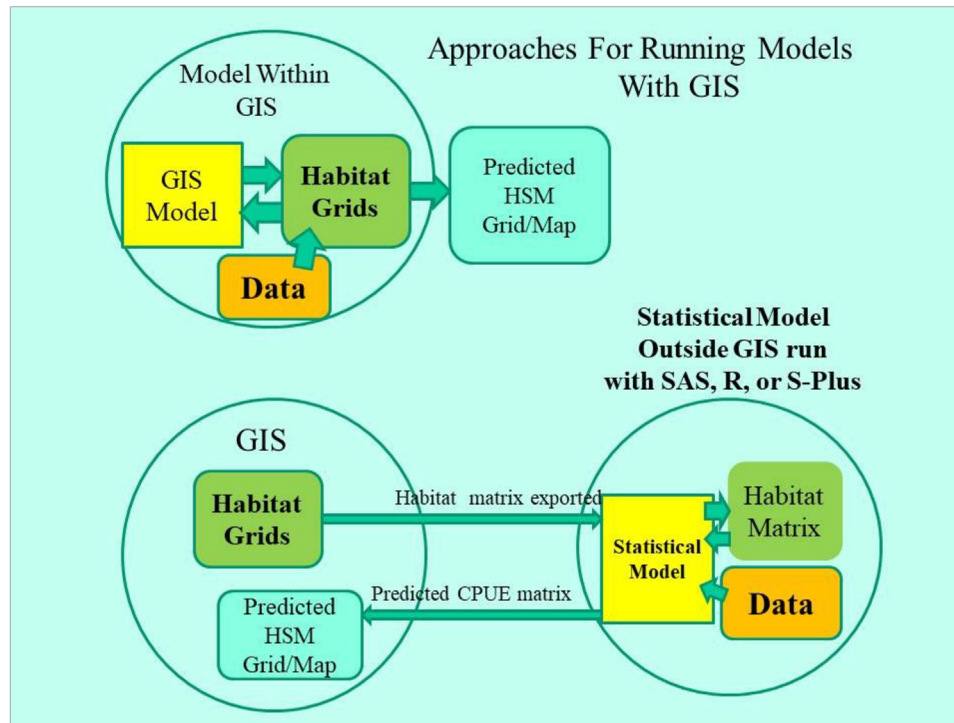 Approaches For Running Models
With GIS
Model Within
GIS
GIS
Model
Habitat
Grids
Data
Predicted
HSM
Grid/Map
Statistical Model
Outside GIS run
with SAS, R, or S-Plus
GIS
Habitat
Grids
Habitat matrix exported
Predicted CPUE matrix
Predicted
HSM
Grid/Map
Statistical
Model
Habitat
Matrix
Data